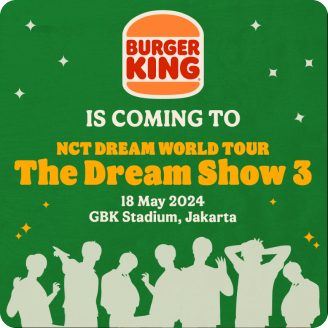 BURGER
KING
IS COMING TO
NCT DREAM WORLD TOUR
The Dream Show 3
18 May 2024
GBK Stadium, Jakarta